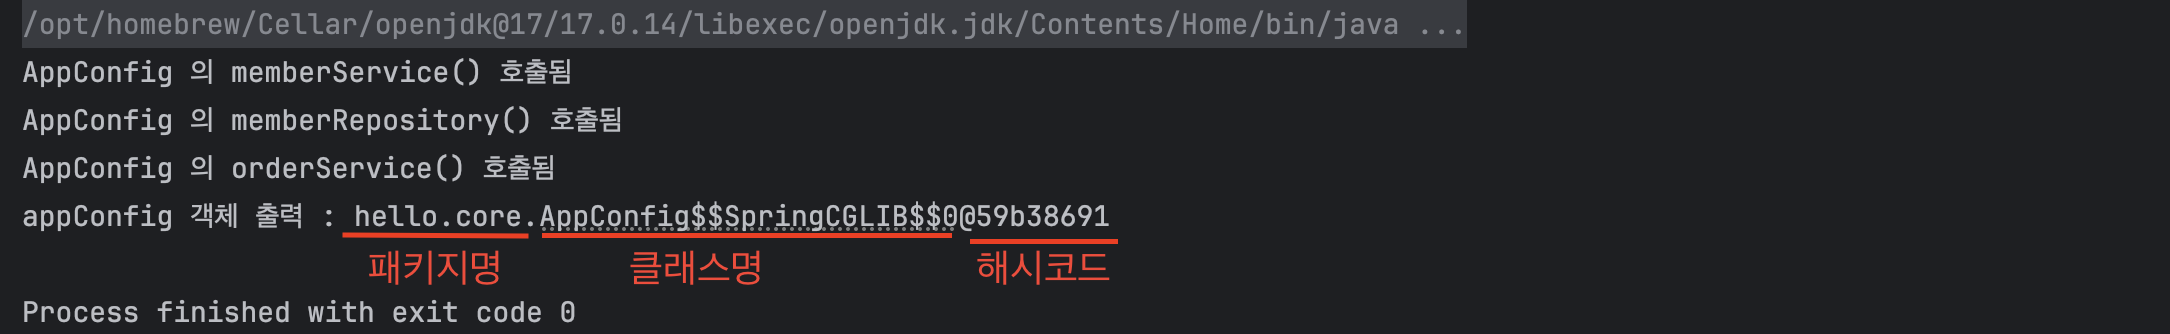 /opt/homebrew/Cellar/openjdk@17/17.0.14/libexec/openjdk.jdk/Contents/Home/bin/java ...
AppConfig 의 memberService() 호출됨
AppConfig 의 memberRepository() 호출됨
AppConfig 의 orderService() 호출됨
appConfig 객체 출력 : hello.core.AppConfig$$SpringCGLIB$$0@59b38691
패키지명 클래스명 해시코드
Process finished with exit code 0